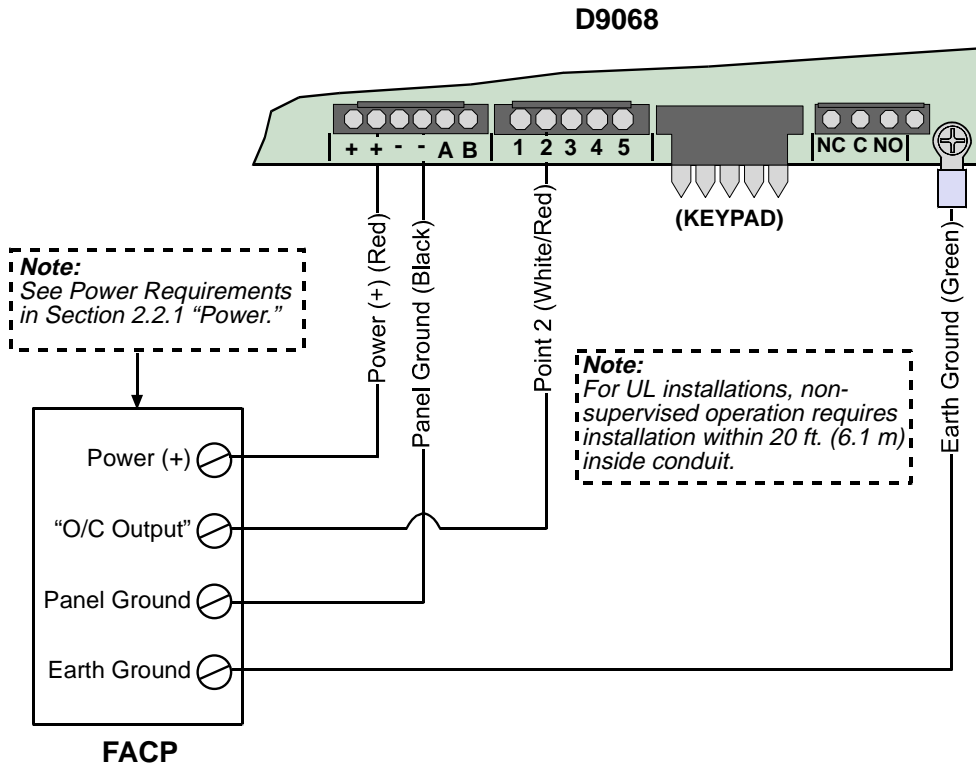 D9068
+ + - - A B
1 2 3 4 5
NC C NO
(KEYPAD)
Power (+) (Red)
Panel Ground (Black)
Point 2 (White/Red)
Earth Ground (Green)
Note:
See Power Requirements
in Section 2.2.1 “Power.”
Note:
For UL installations, non-
supervised operation requires
installation within 20 ft. (6.1 m)
inside conduit.
Power (+)
“O/C Output”
Panel Ground
Earth Ground
FACP